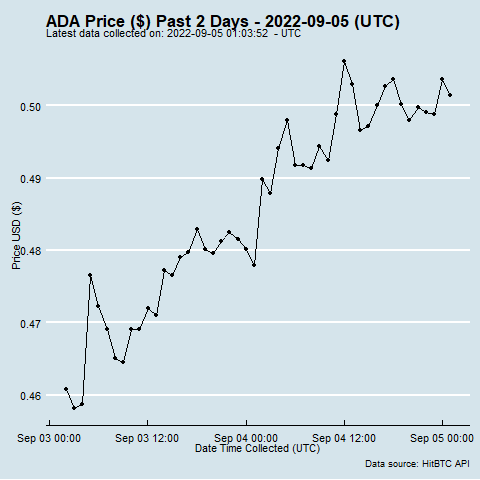 ADA Price ($) Past 2 Days - 2022-09-05 (UTC)
Latest data collected on: 2022-09-05 01:03:52 - UTC
0.50
0.49
0.48
0.47
0.46
Price USD ($)
Sep 03 00:00 Sep 03 12:00 Sep 04 00:00 Sep 04 12:00 Sep 05 00:00
Date Time Collected (UTC)
Data source: HitBTC API